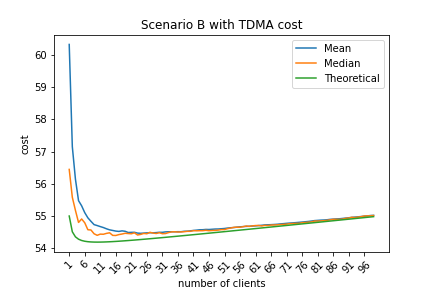 Scenario B with TDMA cost
Mean
Median
Theoretical
cost
60
59
58
57
56
55
54
1 6 11 16 21 26 31 36 41 46 51 56 61 66 71 76 81 86 91 96
number of clients